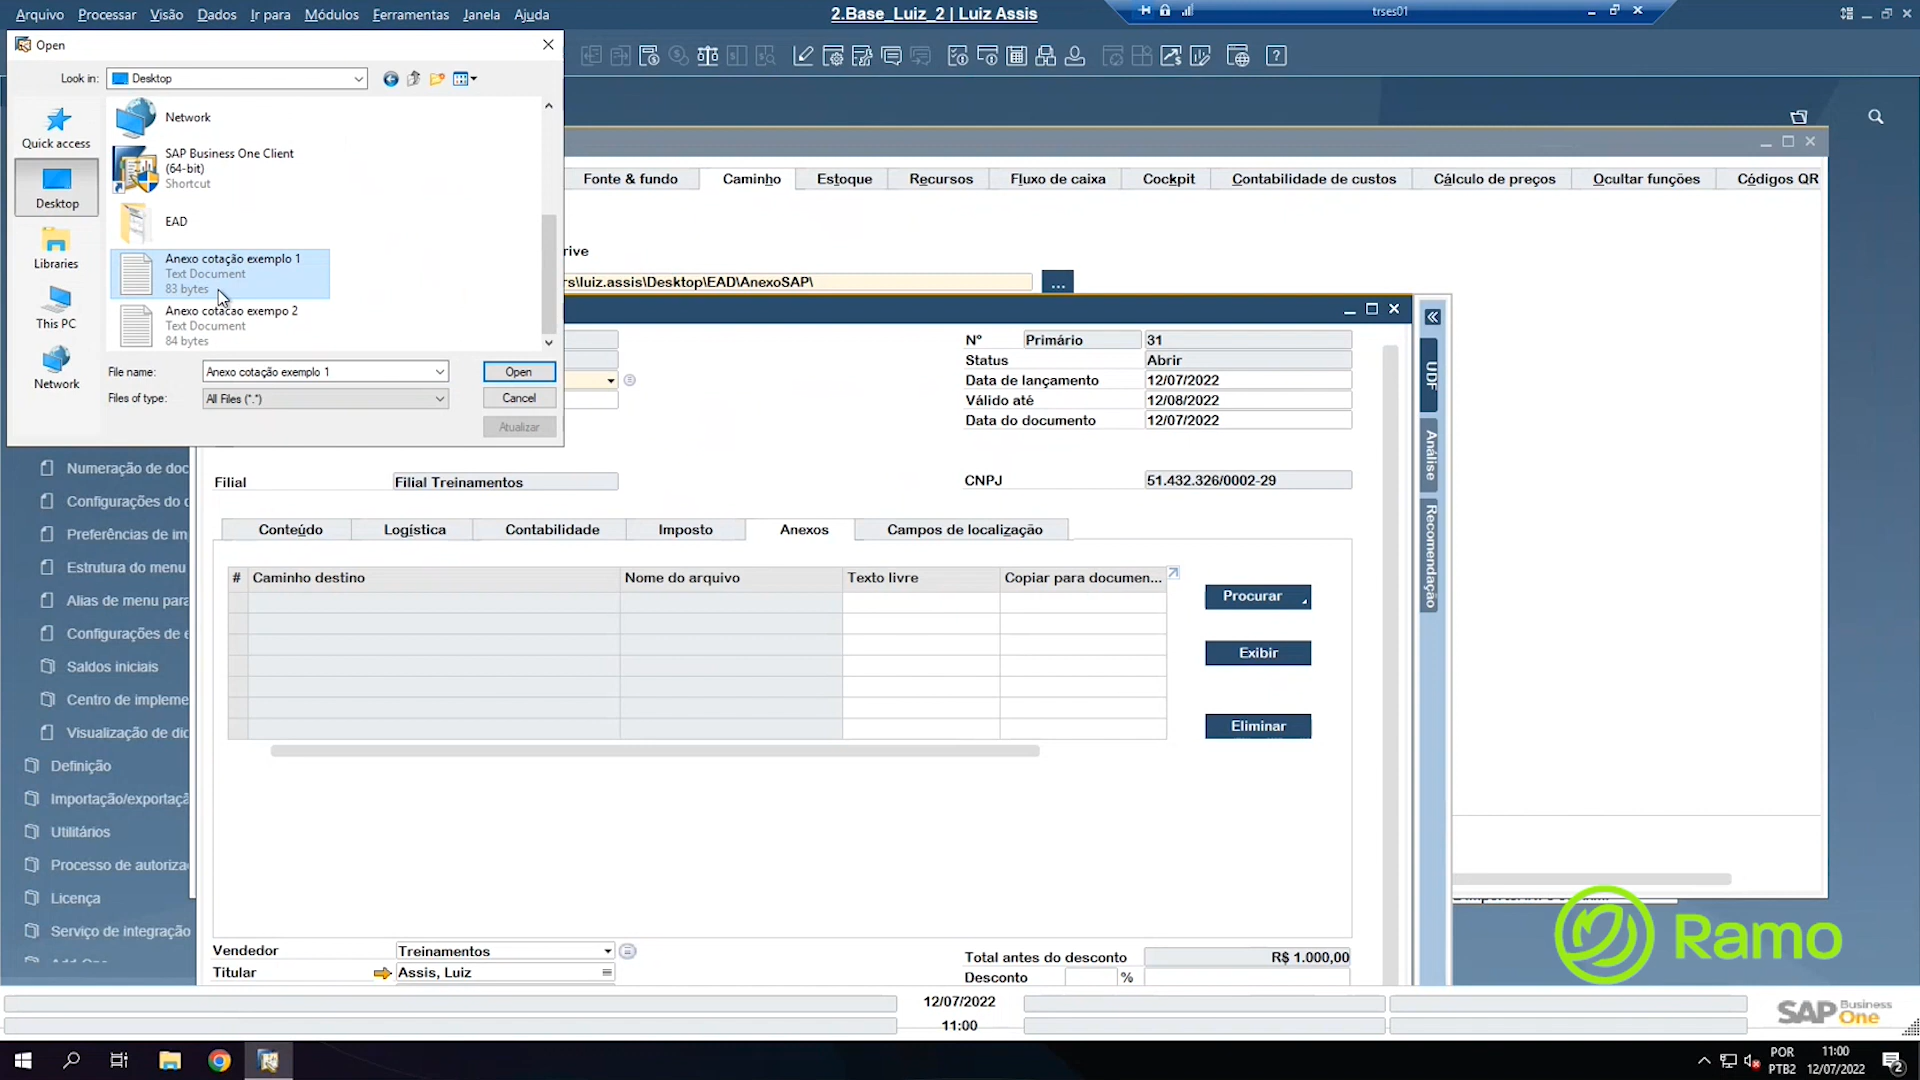 Arquivo Processar Visão Dados Ir para Módulos Ferramentas Janela Ajuda
2.Base_Luiz_2 | Luiz Assis
trses01
Open
Look in: Desktop
Quick access
Desktop
Libraries
This PC
Network
Network
SAP Business One Client
(64-bit)
Shortcut
EAD
Anexo cotação exemplo 1
Text Document
83 bytes
Anexo cotacao exempo 2
Text Document
84 bytes
File name: Anexo cotação exemplo 1
Open
Files of type: All Files (*.*)
Cancel
Atualizar
Fonte & fundo Caminho Estoque Recursos Fluxo de caixa Cockpit Contabilidade de custos Cálculo de preços Ocultar funções Códigos QR
rive
rs\luiz.assis\Desktop\EAD\AnexoSAP\
...
Nº Primário 31
Status Abrir
Data de lançamento 12/07/2022
Válido até 12/08/2022
Data do documento 12/07/2022
Filial Filial Treinamentos
CNPJ 51.432.326/0002-29
UDF
Análise
Recomendação
Conteúdo Logística Contabilidade Imposto Anexos Campos de localização
# Caminho destino Nome do arquivo Texto livre Copiar para documen...
Procurar
Exibir
Eliminar
Numeração de doc
Configurações do d
Preferências de im
Estrutura do menu
Alias de menu para
Configurações de e
Saldos iniciais
Centro de impleme
Visualização de dic
Definição
Importação/exportaçã
Utilitários
Processo de autoriza
Licença
Serviço de integração
Vendedor Treinamentos
Titular Assis, Luiz
Total antes do desconto R$ 1.000,00
Desconto %
Ramo
12/07/2022
11:00
SAP Business One
POR
PTB2
11:00
12/07/2022
2